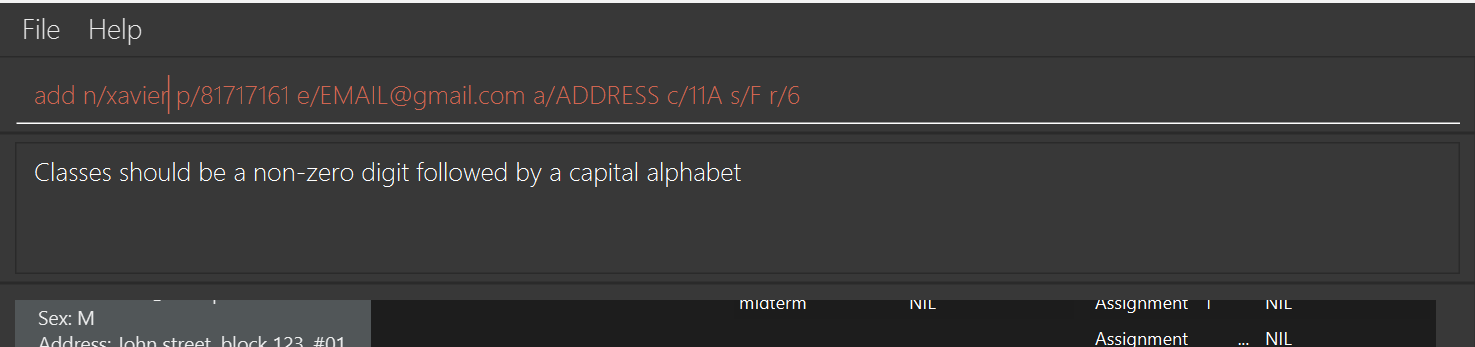 File Help
add n/xavier p/81717161 e/EMAIL@gmail.com a/ADDRESS c/11A s/F r/6
Classes should be a non-zero digit followed by a capital alphabet
midterm NIL Assignment 1 NIL
Sex: M
Address: John street, block 123, #01
Assignment ... NIL